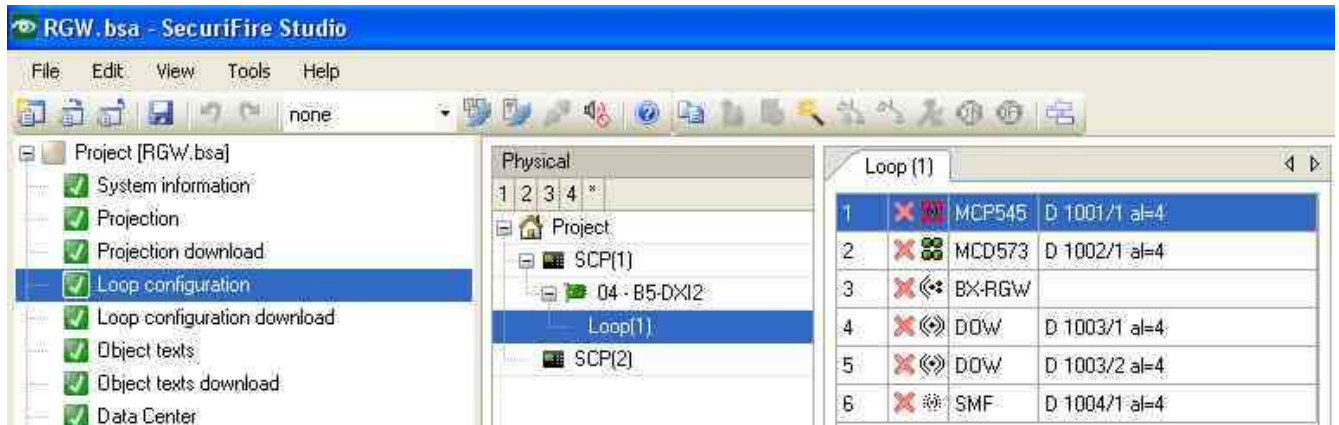 RGW.bsa - SecuriFire Studio
File Edit View Tools Help
none
Project [RGW.bsa]
System information
Projection
Projection download
Loop configuration
Loop configuration download
Object texts
Object texts download
Data Center
Physical
1 2 3 4 *
Project
SCP(1)
04 - B5-DXI2
Loop(1)
SCP(2)
Loop (1)
1 MCP545 D 1001/1 al=4
2 MCD573 D 1002/1 al=4
3 BX-RGW
4 DOW D 1003/1 al=4
5 DOW D 1003/2 al=4
6 SMF D 1004/1 al=4